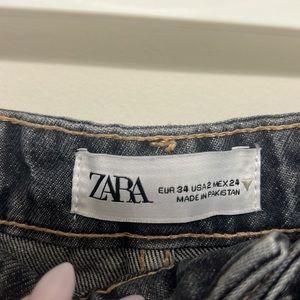 ZARA
EUR 34 USA 2 MEX 24
MADE IN PAKISTAN